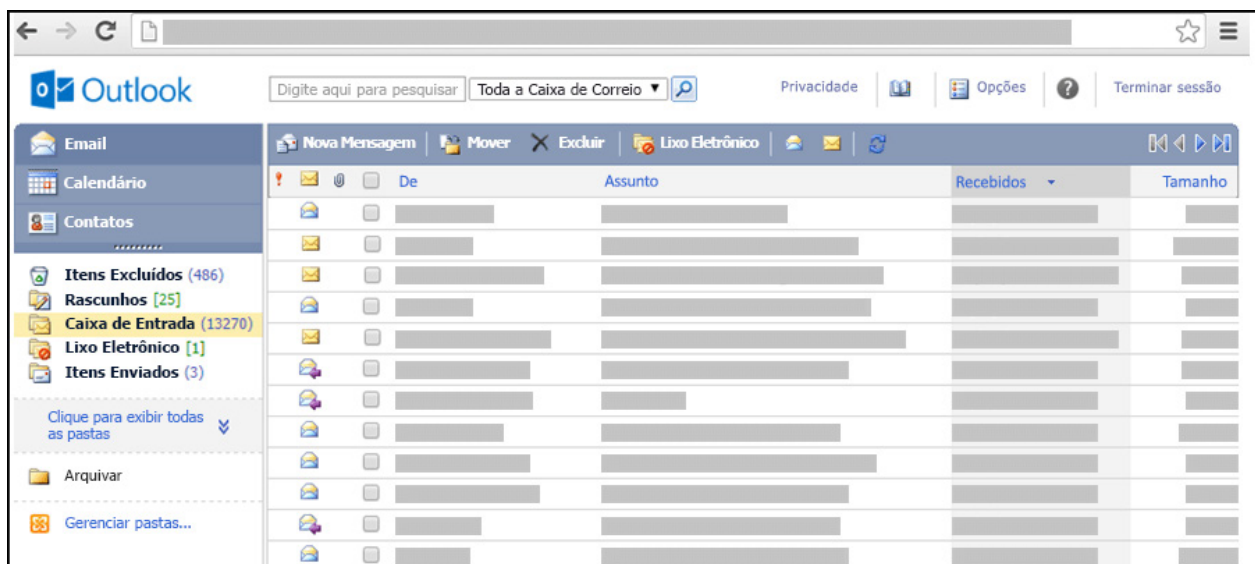 Outlook
Digite aqui para pesquisar Toda a Caixa de Correio Privacidade Opções Terminar sessão
Email
Calendário
Contatos
Nova Mensagem Mover Excluir Lixo Eletrônico
De Assunto Recebidos Tamanho
Itens Excluídos (486)
Rascunhos [25]
Caixa de Entrada (13270)
Lixo Eletrônico [1]
Itens Enviados (3)
Clique para exibir todas
as pastas
Arquivar
Gerenciar pastas...